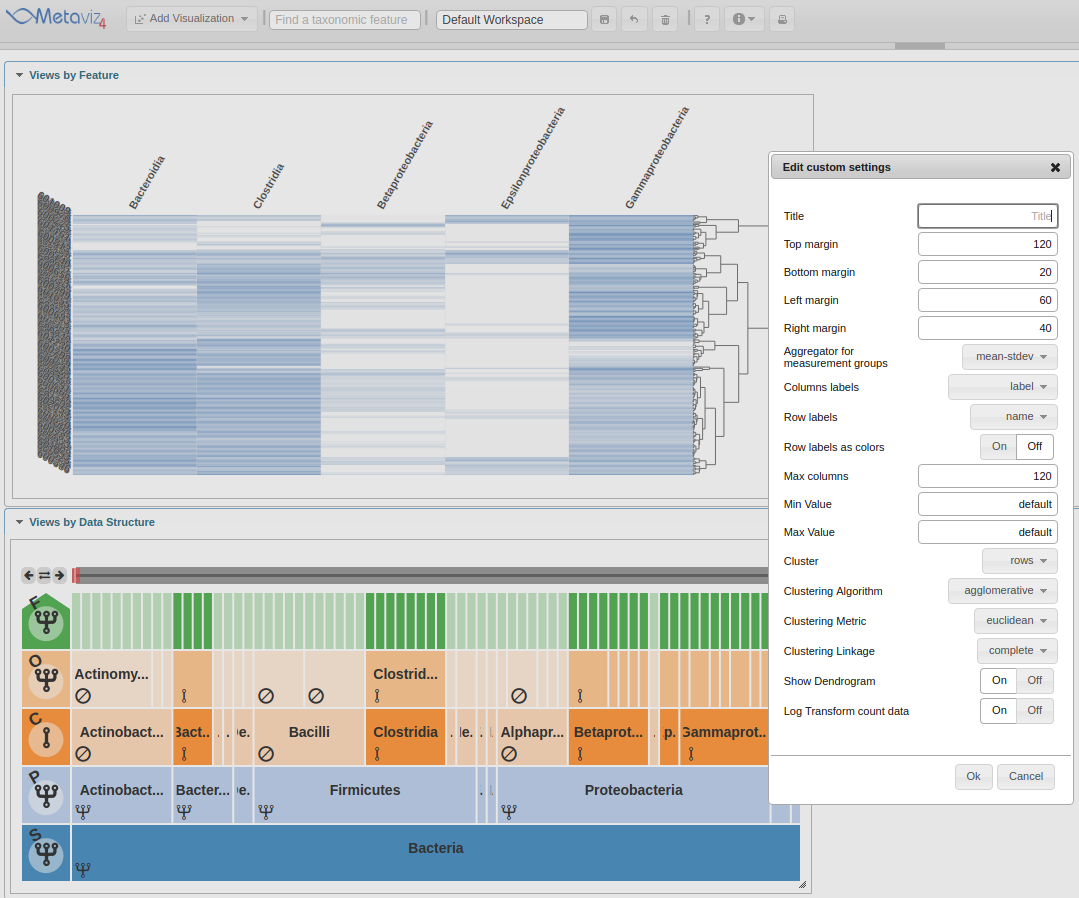 Metaviz4
Add Visualization
Find a taxonomic feature
Default Workspace
?
Views by Feature
Bacteroidia
Clostridia
Betaproteobacteria
Epsilonproteobacteria
Gammaproteobacteria
Edit custom settings
Title Title
Top margin 120
Bottom margin 20
Left margin 60
Right margin 40
Aggregator for
measurement groups mean-stdev
Columns labels label
Row labels name
Row labels as colors On Off
Max columns 120
Min Value default
Max Value default
Cluster rows
Clustering Algorithm agglomerative
Clustering Metric euclidean
Clustering Linkage complete
Show Dendrogram On Off
Log Transform count data On Off
Ok Cancel
Views by Data Structure
F
O
Actinomy... Clostrid...
C
Actinobact... Bact... . . De. Bacilli Clostridia . le. . l. Alphapr... Betaprot... . p. Gammaprot...
P
Actinobact... Bacter... De. Firmicutes . l. Proteobacteria
S
Bacteria